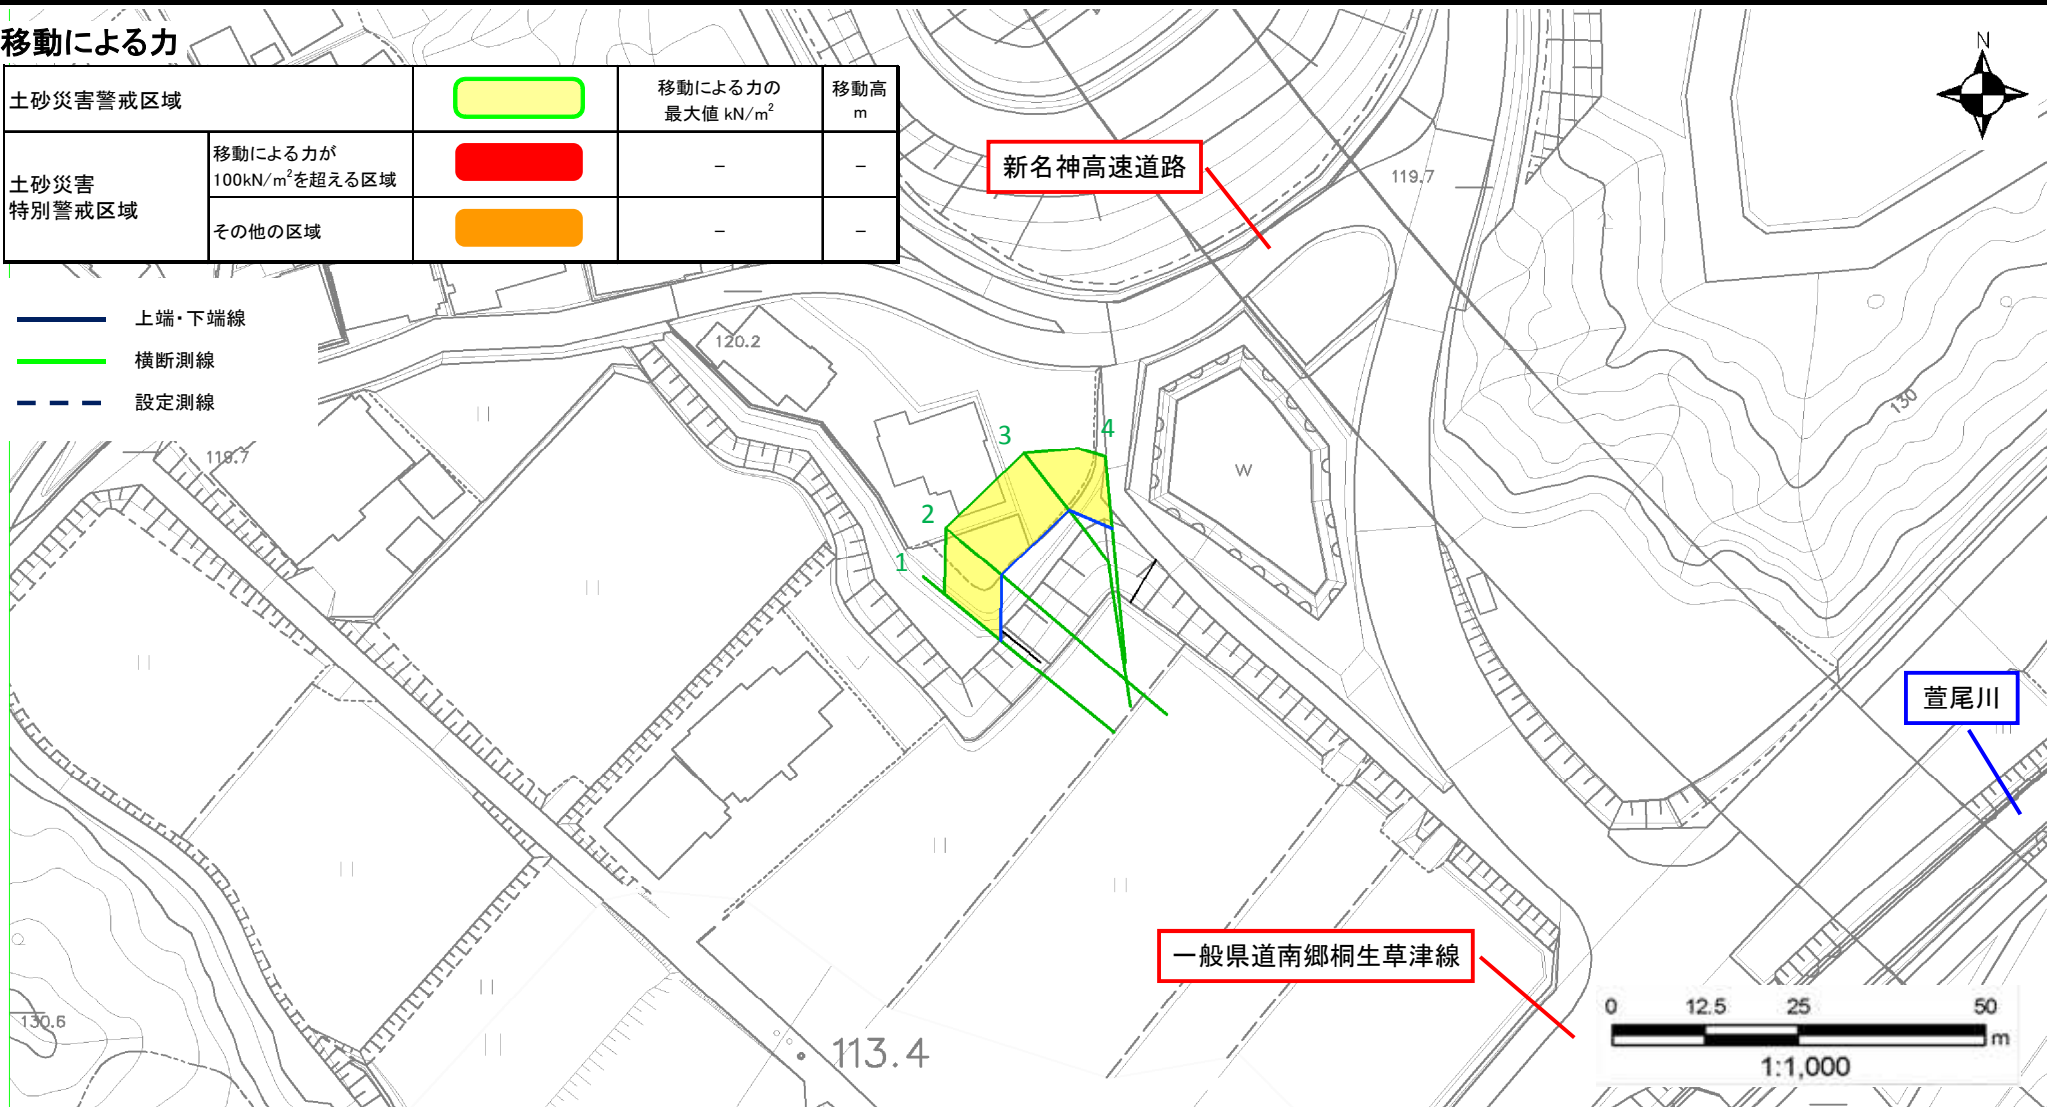 移動による力
土砂災害警戒区域
移動による力の
最大値 kN/m²
移動高
m
土砂災害
特別警戒区域
移動による力が
100kN/m²を超える区域
－
－
その他の区域
－
－
上端・下端線
横断測線
設定測線
N
新名神高速道路
119.7
120.2
119.7
130
W
1
2
3
4
萱尾川
一般県道南郷桐生草津線
130.6
113.4
0 12.5 25 50
m
1:1,000